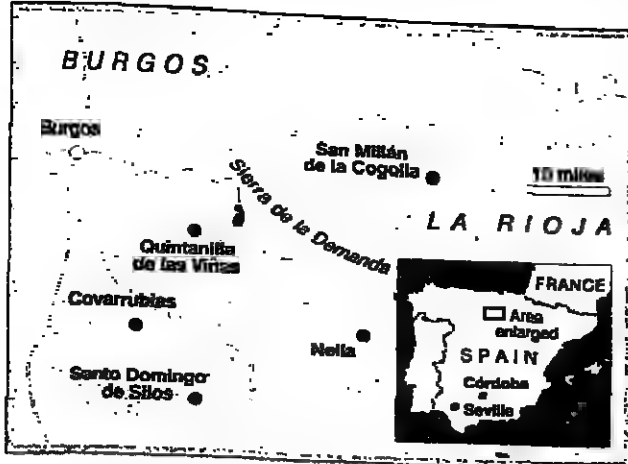 BURGOS
Burgos
San Millán
de la Cogolla
10 miles
Sierra de la Demanda
LA RIOJA
Quintanilla
de las Viñas
Covarrubias
Neila
Santo Domingo
de Silos
FRANCE
Area
enlarged
SPAIN
Córdoba
Seville